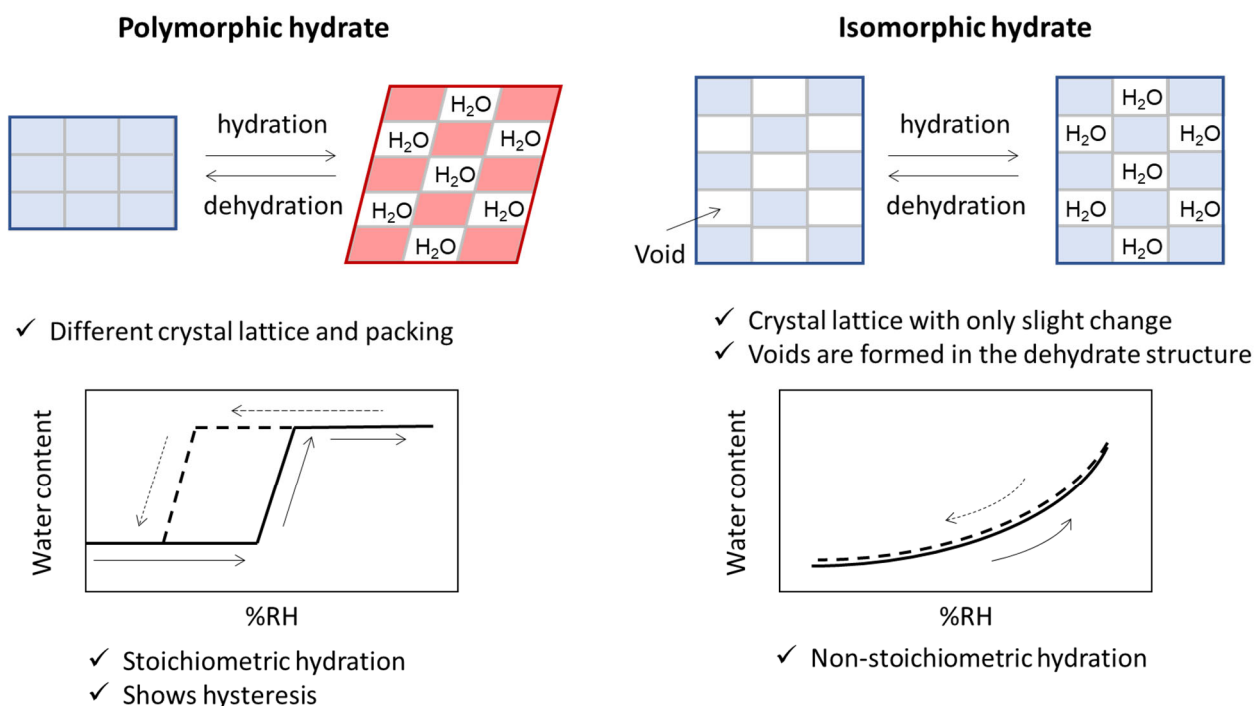 Polymorphic hydrate
hydration
dehydration
H₂O
H₂O
H₂O
H₂O
H₂O
H₂O
H₂O
✓ Different crystal lattice and packing
Water content
%RH
✓ Stoichiometric hydration
✓ Shows hysteresis
Isomorphic hydrate
Void
hydration
dehydration
H₂O
H₂O
H₂O
H₂O
H₂O
H₂O
H₂O
✓ Crystal lattice with only slight change
✓ Voids are formed in the dehydrate structure
Water content
%RH
✓ Non-stoichiometric hydration